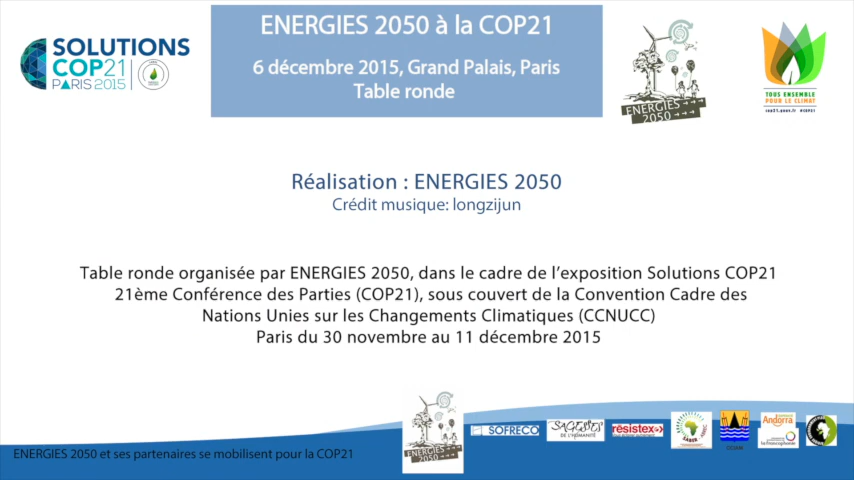 SOLUTIONS
COP21
PARIS 2015
ENERGIES 2050 à la COP21
6 décembre 2015, Grand Palais, Paris
Table ronde
ENERGIES
2050
TOUS ENSEMBLE
POUR LE CLIMAT
Réalisation : ENERGIES 2050
Crédit musique: longzijun
Table ronde organisée par ENERGIES 2050, dans le cadre de l’exposition Solutions COP21
21ème Conférence des Parties (COP21), sous couvert de la Convention Cadre des
Nations Unies sur les Changements Climatiques (CCNUCC)
Paris du 30 novembre au 11 décembre 2015
ENERGIES 2050 et ses partenaires se mobilisent pour la COP21
ENERGIES
2050
SOFRECO
SAGESSES
DE L'HUMANITÉ
résistex
Andorra